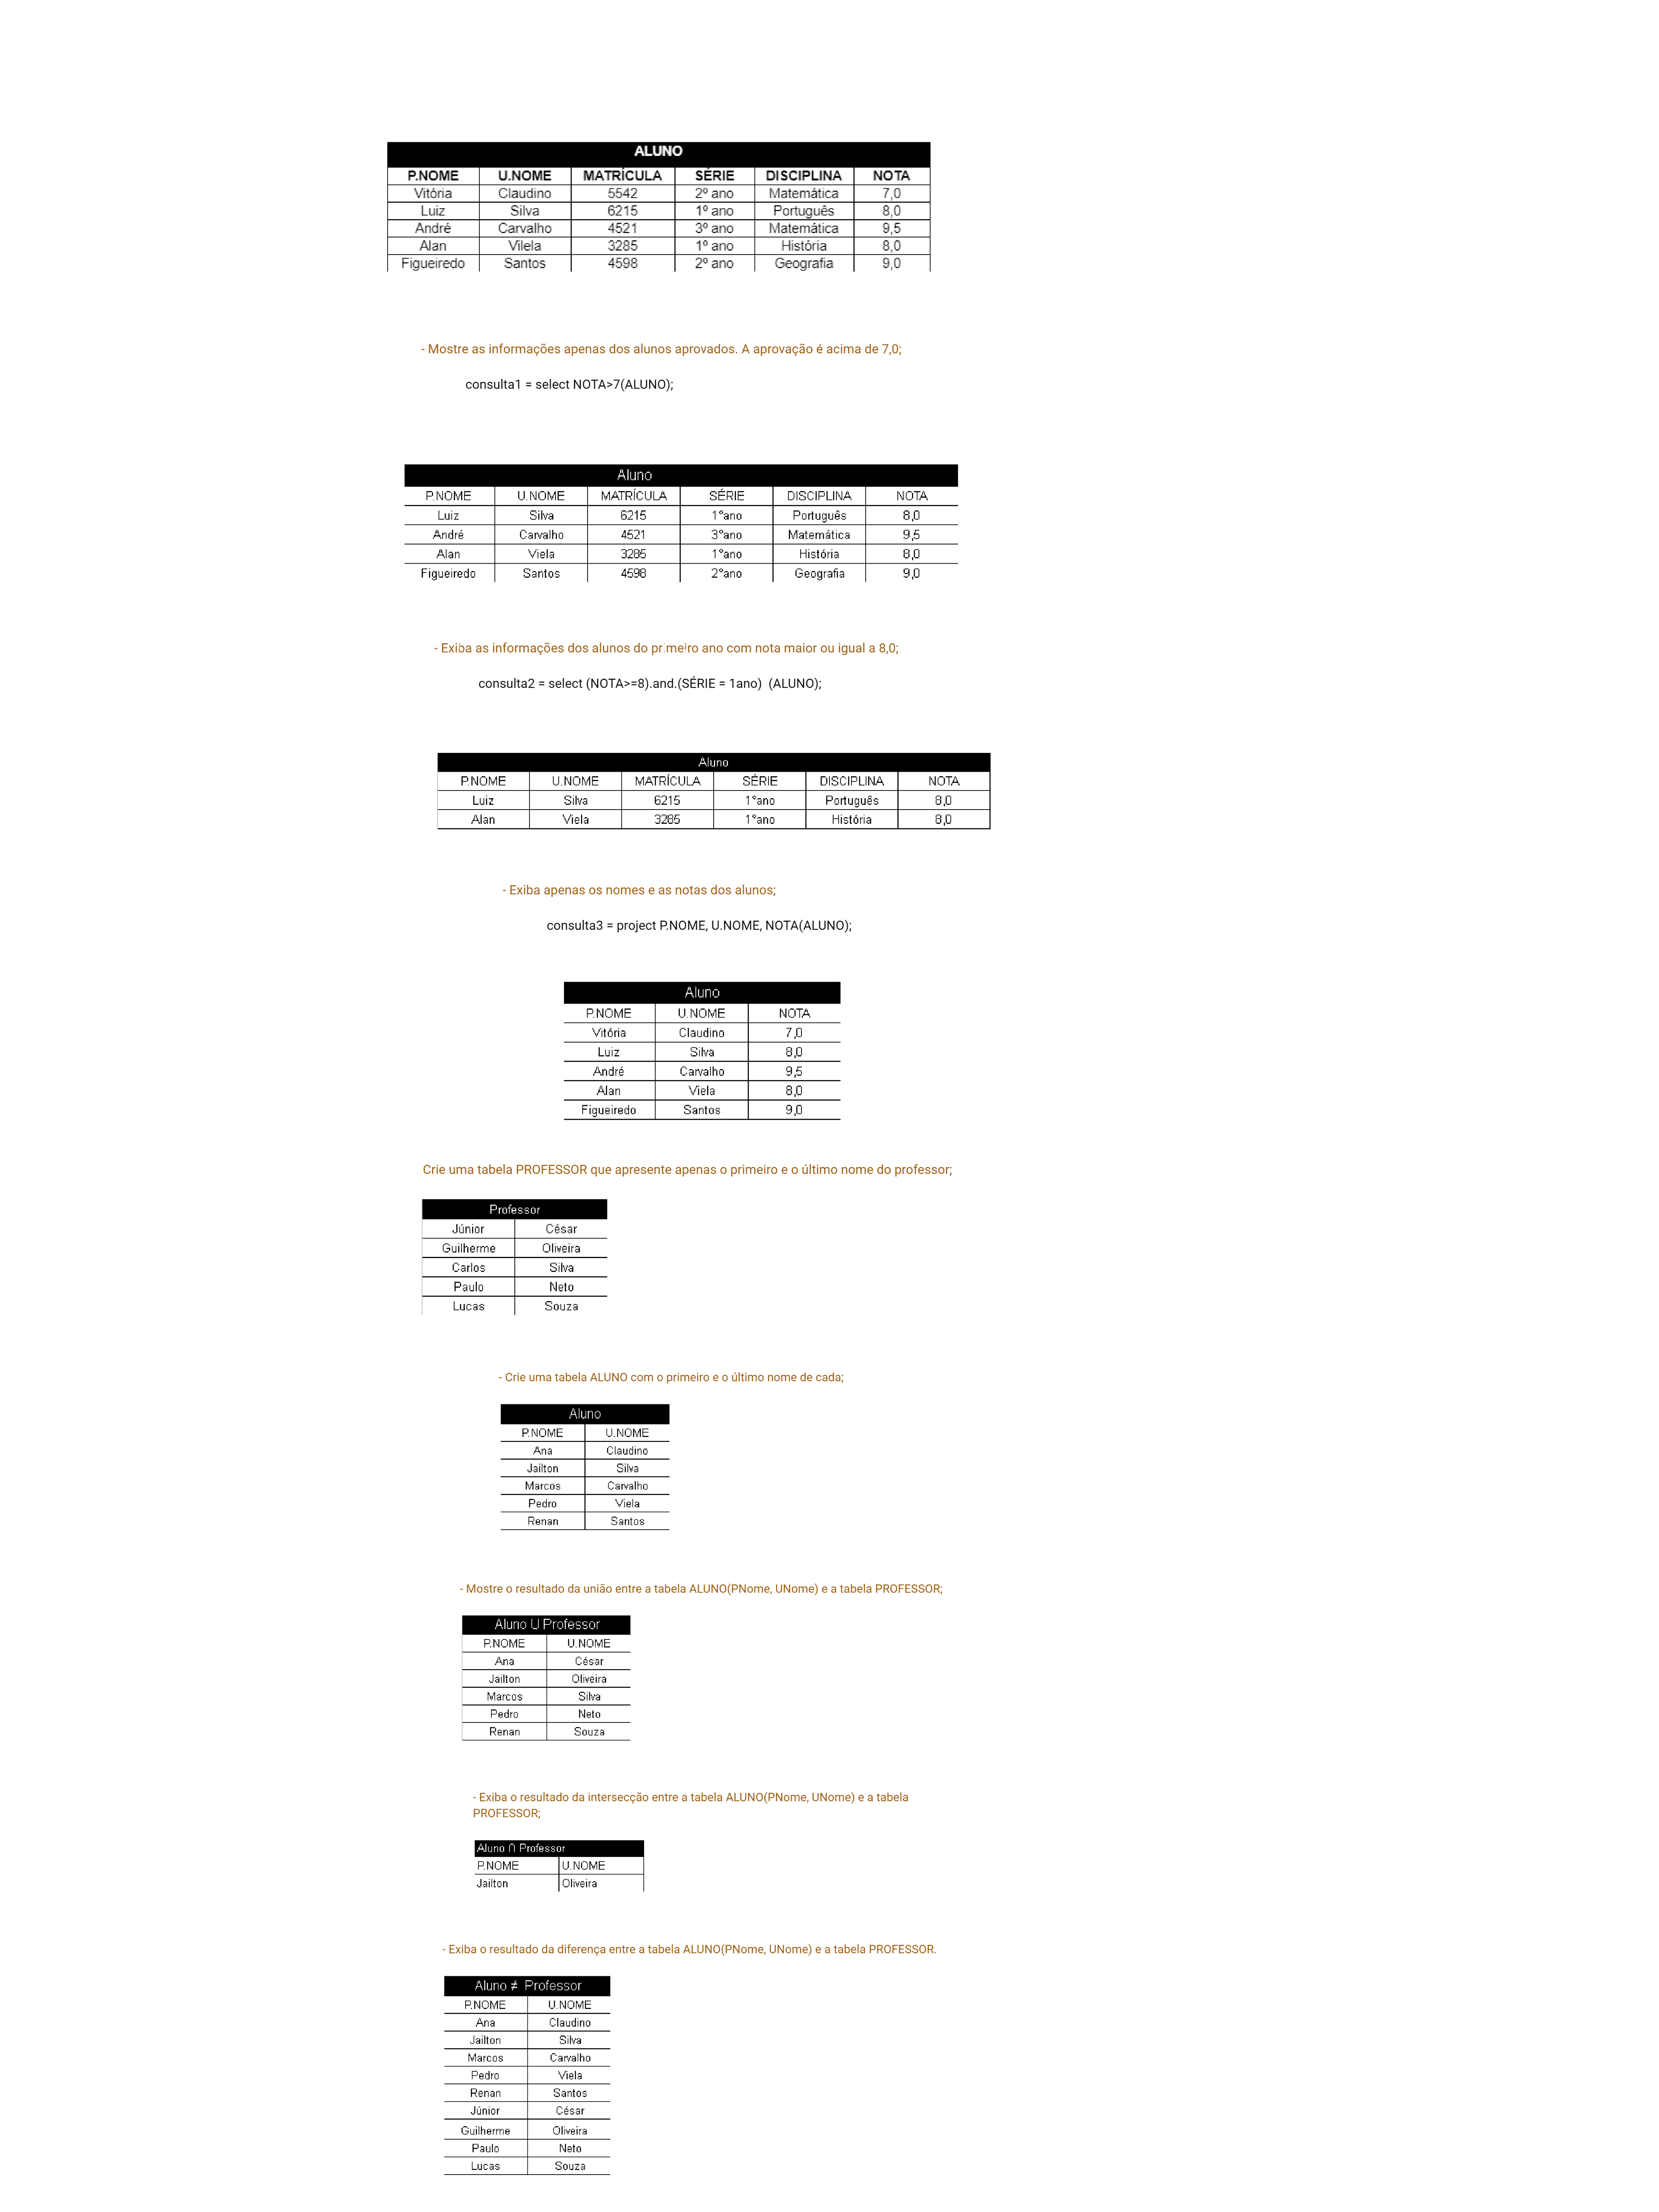 ALUNO
P.NOME U.NOME MATRÍCULA SÉRIE DISCIPLINA NOTA
Vitória Claudino 5542 2º ano Matemática 7,0
Luiz Silva 6215 1º ano Português 8,0
André Carvalho 4521 3º ano Matemática 9,5
Alan Vilela 3285 1º ano História 8,0
Figueiredo Santos 4598 2º ano Geografia 9,0
- Mostre as informações apenas dos alunos aprovados. A aprovação é acima de 7,0;
consulta1 = select NOTA>7(ALUNO);
Aluno
P.NOME U.NOME MATRÍCULA SÉRIE DISCIPLINA NOTA
Luiz Silva 6215 1°ano Português 8,0
André Carvalho 4521 3°ano Matemática 9,5
Alan Viela 3285 1°ano História 8,0
Figueiredo Santos 4598 2°ano Geografia 9,0
- Exiba as informações dos alunos do primeiro ano com nota maior ou igual a 8,0;
consulta2 = select (NOTA>=8).and.(SÉRIE = 1ano) (ALUNO);
Aluno
P.NOME U.NOME MATRÍCULA SÉRIE DISCIPLINA NOTA
Luiz Silva 6215 1°ano Português 8,0
Alan Viela 3285 1°ano História 8,0
- Exiba apenas os nomes e as notas dos alunos;
consulta3 = project P.NOME, U.NOME, NOTA(ALUNO);
Aluno
P.NOME U.NOME NOTA
Vitória Claudino 7,0
Luiz Silva 8,0
André Carvalho 9,5
Alan Viela 8,0
Figueiredo Santos 9,0
Crie uma tabela PROFESSOR que apresente apenas o primeiro e o último nome do professor;
Professor
Júnior César
Guilherme Oliveira
Carlos Silva
Paulo Neto
Lucas Souza
- Crie uma tabela ALUNO com o primeiro e o último nome de cada;
Aluno
P.NOME U.NOME
Ana Claudino
Jailton Silva
Marcos Carvalho
Pedro Viela
Renan Santos
- Mostre o resultado da união entre a tabela ALUNO(PNome, UNome) e a tabela PROFESSOR;
Aluno U Professor
P.NOME U.NOME
Ana César
Jailton Oliveira
Marcos Silva
Pedro Neto
Renan Souza
- Exiba o resultado da intersecção entre a tabela ALUNO(PNome, UNome) e a tabela
PROFESSOR;
Aluno ∩ Professor
P.NOME U.NOME
Jailton Oliveira
- Exiba o resultado da diferença entre a tabela ALUNO(PNome, UNome) e a tabela PROFESSOR.
Aluno ≠ Professor
P.NOME U.NOME
Ana Claudino
Jailton Silva
Marcos Carvalho
Pedro Viela
Renan Santos
Júnior César
Guilherme Oliveira
Paulo Neto
Lucas Souza